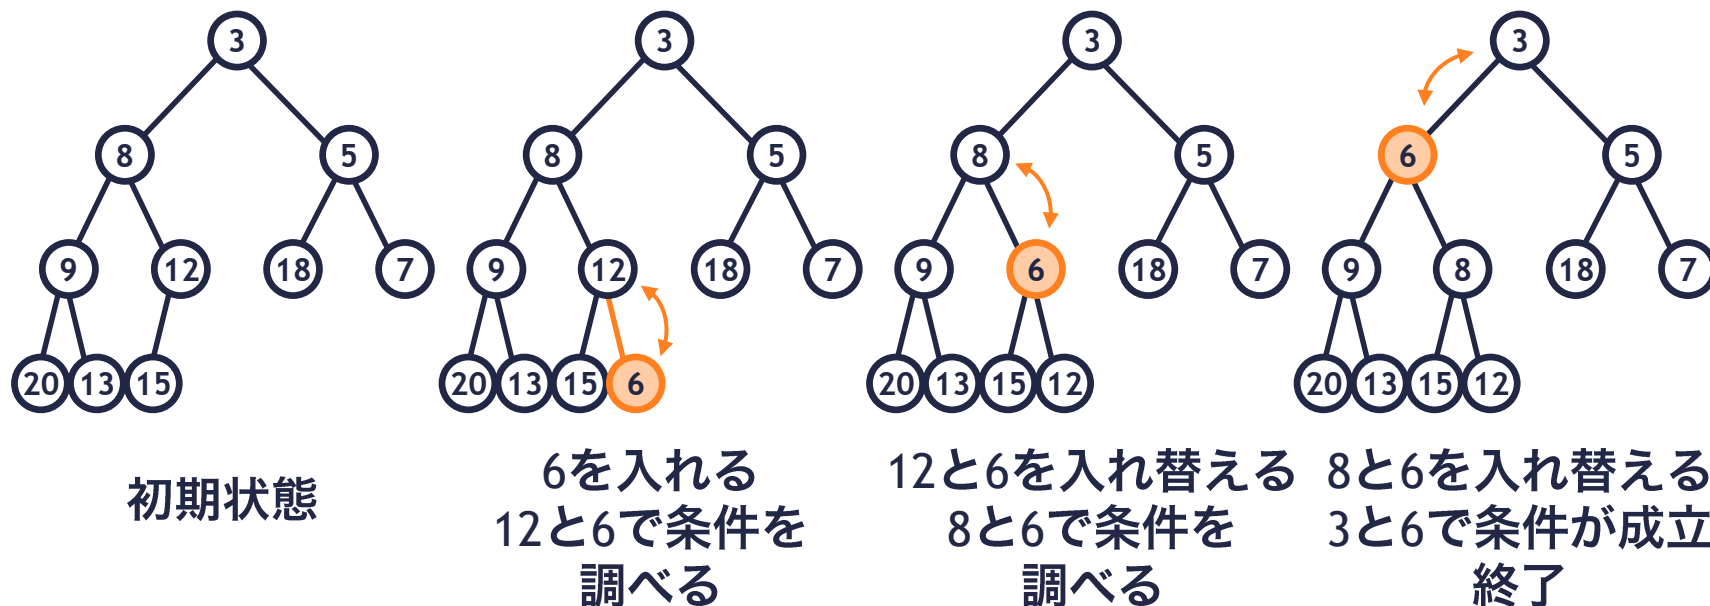 3
8 5
9 12 18 7
20 13 15
初期状態
3
8 5
9 12 18 7
20 13 15 6
6を入れる
12と6で条件を
調べる
3
8 5
9 6 18 7
20 13 15 12
12と6を入れ替える
8と6で条件を
調べる
3
6 5
9 8 18 7
20 13 15 12
8と6を入れ替える
3と6で条件が成立
終了